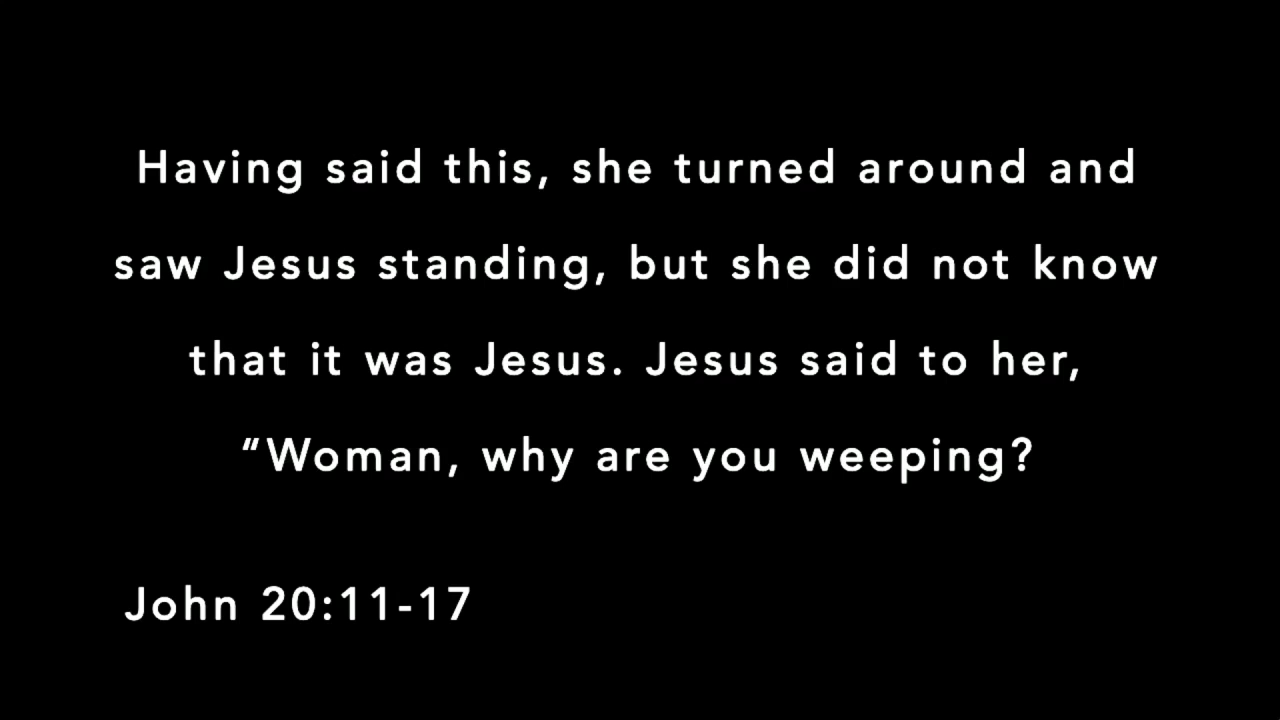 Having said this, she turned around and
saw Jesus standing, but she did not know
that it was Jesus. Jesus said to her,
“Woman, why are you weeping?
John 20:11-17